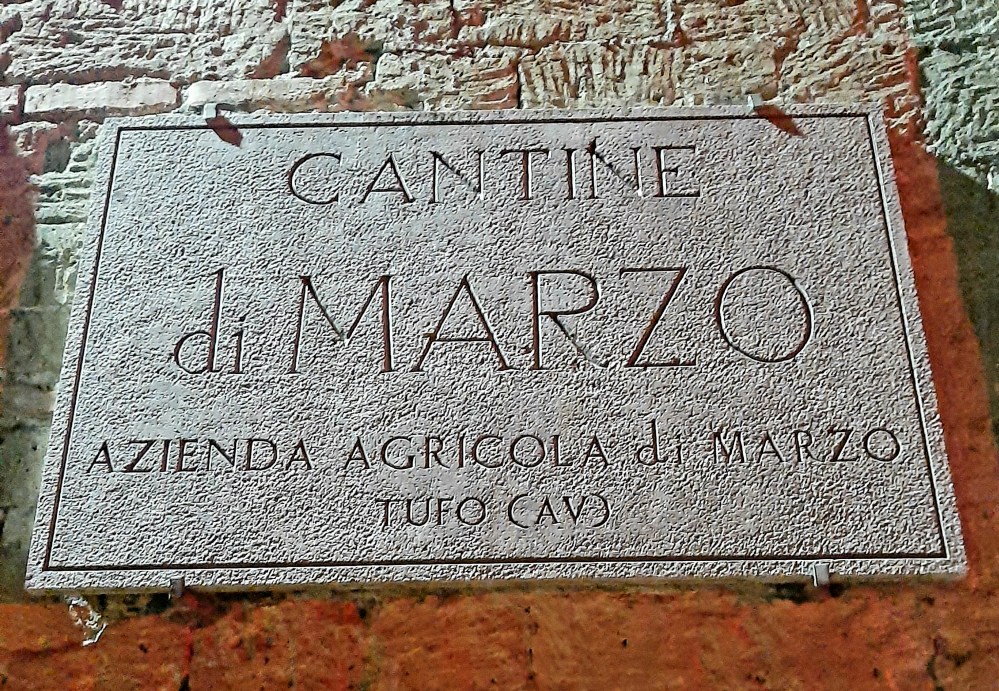 CANTINE
di MARZO
AZIENDA AGRICOLA di MARZO
TUFO (AV)